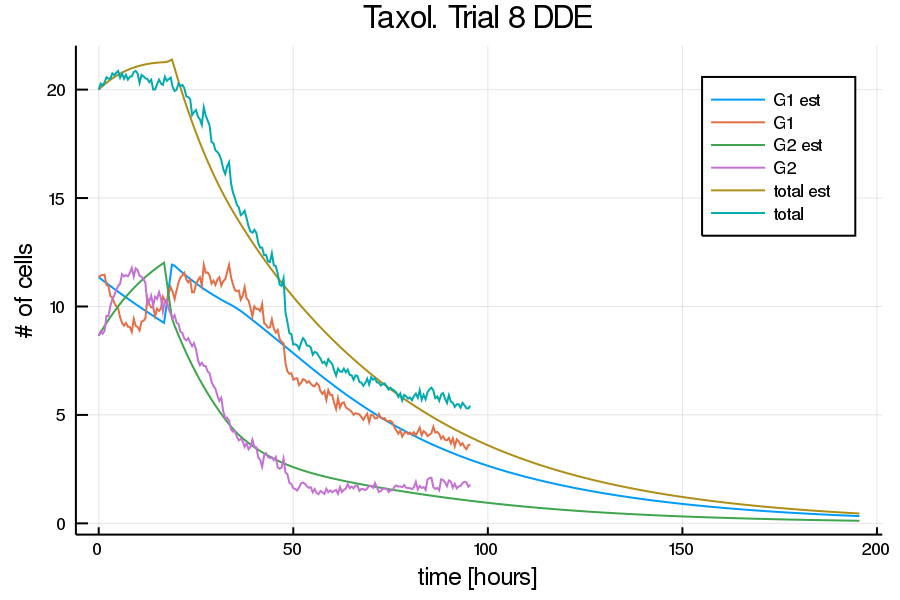 Taxol. Trial 8 DDE
20
15
10
5
0
# of cells
G1 est
G1
G2 est
G2
total est
total
0 50 100 150 200
time [hours]